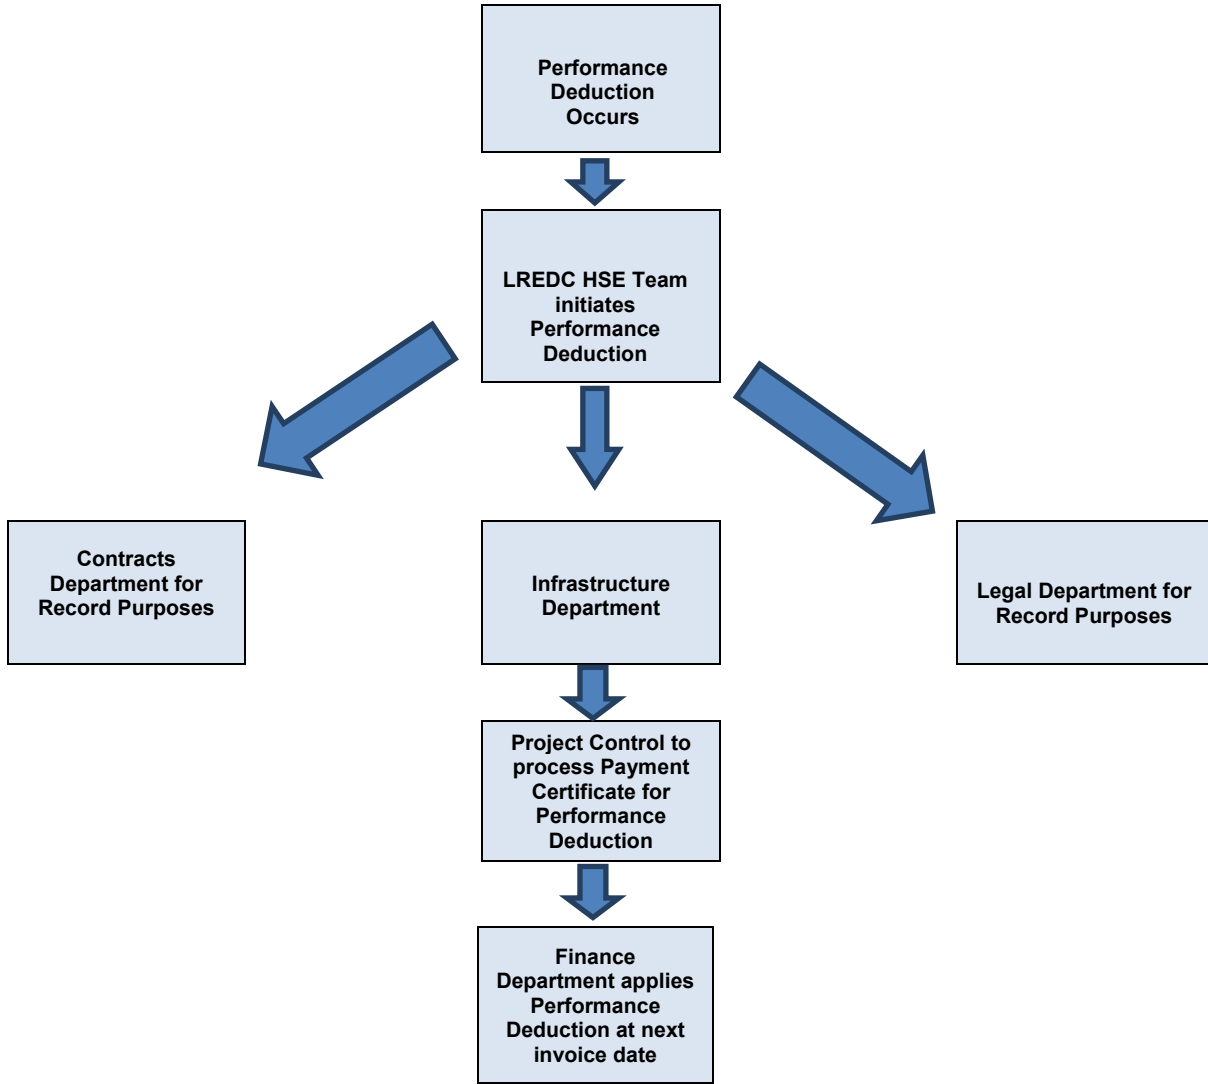 Performance
Deduction
Occurs
LREDC HSE Team
initiates
Performance
Deduction
Contracts
Department for
Record Purposes
Infrastructure
Department
Legal Department for
Record Purposes
Project Control to
process Payment
Certificate for
Performance
Deduction
Finance
Department applies
Performance
Deduction at next
invoice date